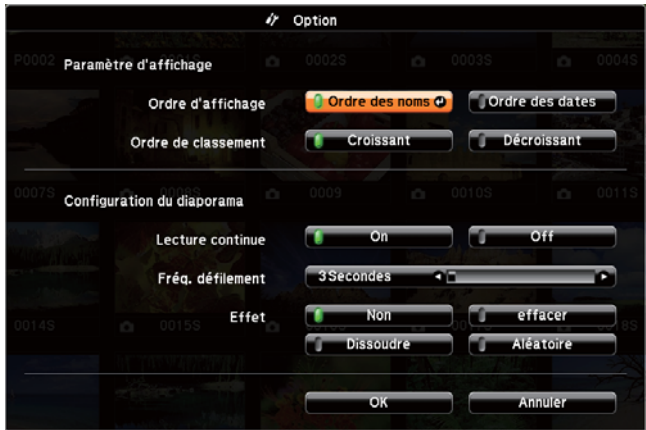 Option
P0002 0002S 0003S 0004S
Paramètre d'affichage
Ordre d'affichage Ordre des noms Ordre des dates
Ordre de classement Croissant Décroissant
0007S 0008S 0009 0010S 0011S
Configuration du diaporama
Lecture continue On Off
Fréq. défilement 3Secondes
Effet Non effacer
0014S 0015S
Dissoudre Aléatoire
OK Annuler